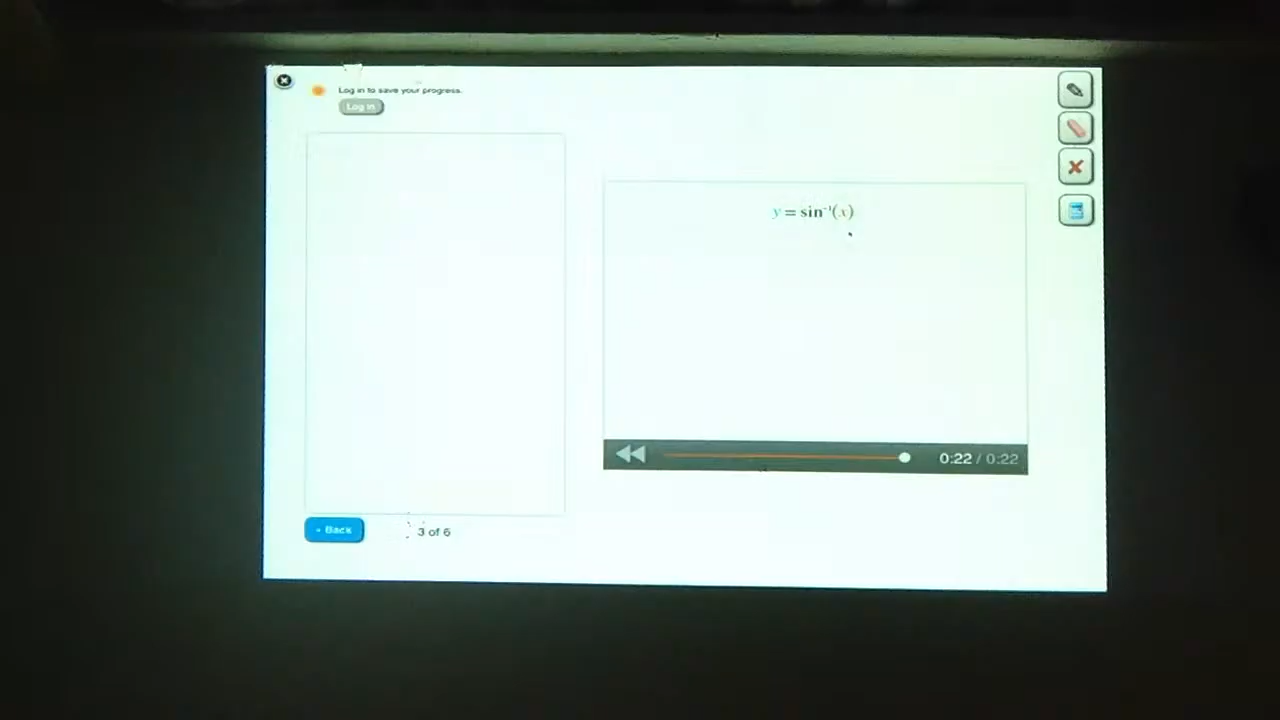 Log in to save your progress.
Log in
y = sin⁻¹(x)
0:22 / 0:22
Back
3 of 6